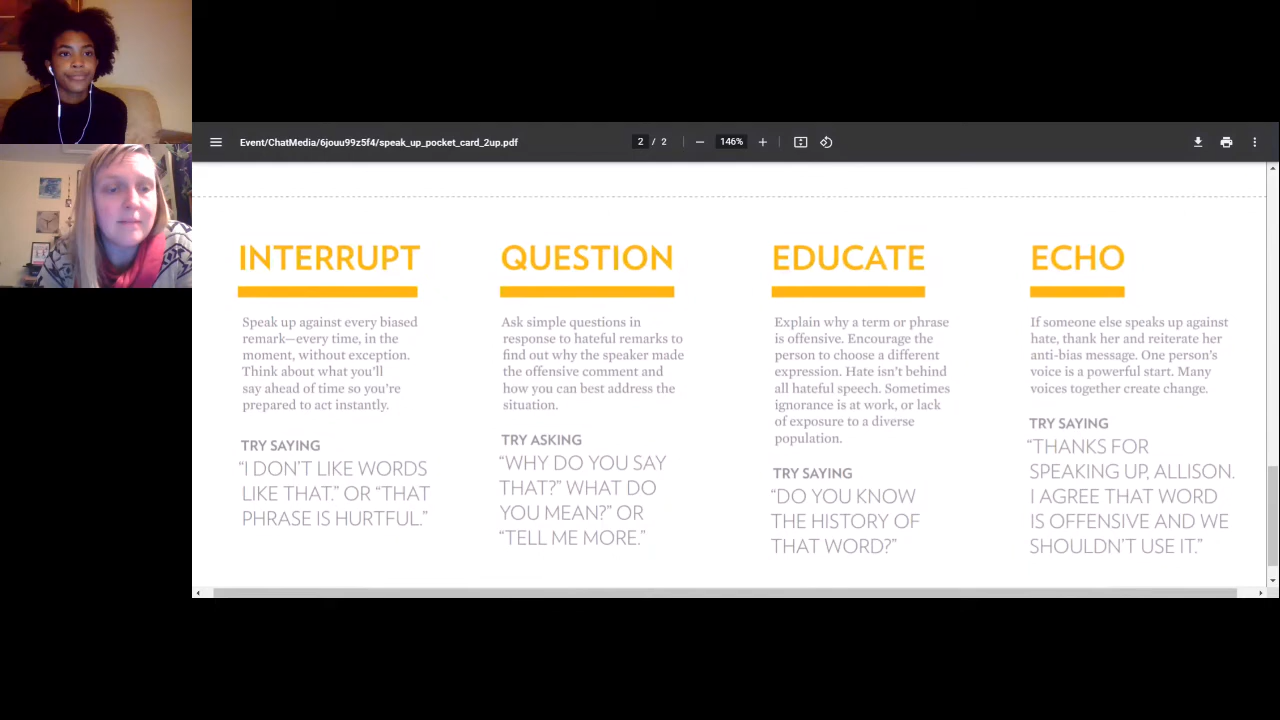 Event/ChatMedia/6jouu99z5f4/speak_up_pocket_card_2up.pdf
2 / 2
146%
INTERRUPT
Speak up against every biased
remark—every time, in the
moment, without exception.
Think about what you'll
say ahead of time so you're
prepared to act instantly.
TRY SAYING
“I DON'T LIKE WORDS
LIKE THAT.” OR “THAT
PHRASE IS HURTFUL.”
QUESTION
Ask simple questions in
response to hateful remarks to
find out why the speaker made
the offensive comment and
how you can best address the
situation.
TRY ASKING
“WHY DO YOU SAY
THAT?” WHAT DO
YOU MEAN?” OR
“TELL ME MORE.”
EDUCATE
Explain why a term or phrase
is offensive. Encourage the
person to choose a different
expression. Hate isn't behind
all hateful speech. Sometimes
ignorance is at work, or lack
of exposure to a diverse
population.
TRY SAYING
“DO YOU KNOW
THE HISTORY OF
THAT WORD?”
ECHO
If someone else speaks up against
hate, thank her and reiterate her
anti-bias message. One person's
voice is a powerful start. Many
voices together create change.
TRY SAYING
“THANKS FOR
SPEAKING UP, ALLISON.
I AGREE THAT WORD
IS OFFENSIVE AND WE
SHOULDN'T USE IT.”